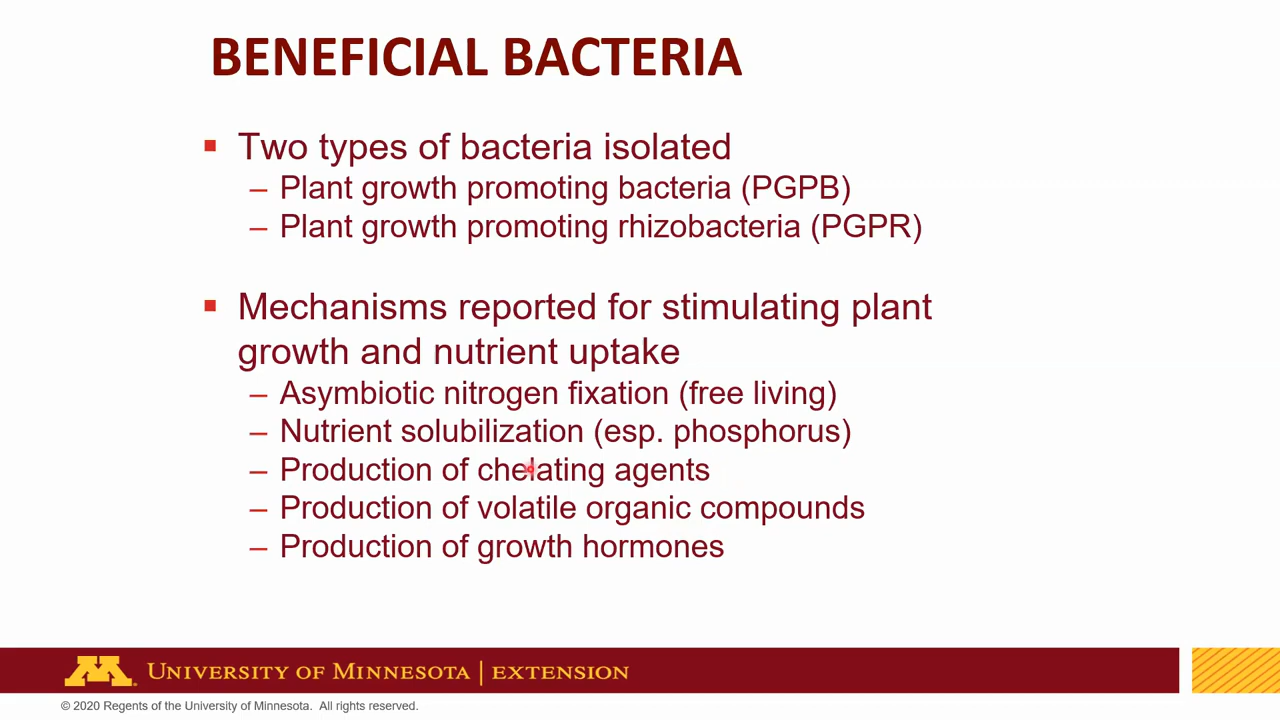 BENEFICIAL BACTERIA
▪ Two types of bacteria isolated
– Plant growth promoting bacteria (PGPB)
– Plant growth promoting rhizobacteria (PGPR)
▪ Mechanisms reported for stimulating plant
growth and nutrient uptake
– Asymbiotic nitrogen fixation (free living)
– Nutrient solubilization (esp. phosphorus)
– Production of chelating agents
– Production of volatile organic compounds
– Production of growth hormones
M UNIVERSITY OF MINNESOTA | EXTENSION
© 2020 Regents of the University of Minnesota. All rights reserved.